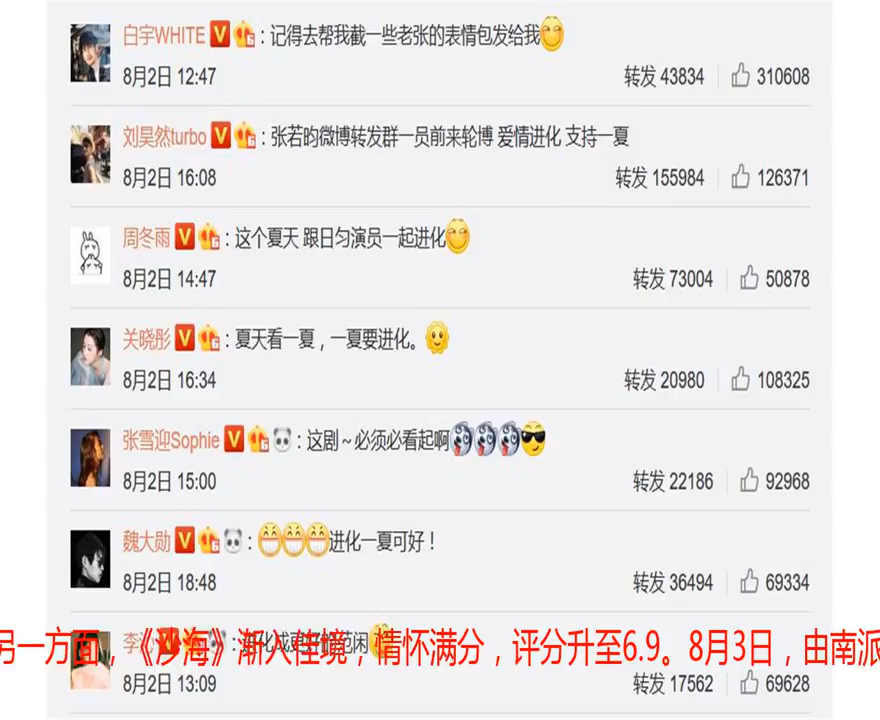 白宇WHITE V 6 : 记得去帮我截一些老张的表情包发给我
8月2日 12:47 转发 43834 310608
刘昊然turbo V 6 : 张若昀微博转发群一员前来轮博 爱情进化 支持一夏
8月2日 16:08 转发 155984 126371
周冬雨 V 6 : 这个夏天 跟日匀演员一起进化
8月2日 14:47 转发 73004 50878
关晓彤 V 6 : 夏天看一夏，一夏要进化。
8月2日 16:34 转发 20980 108325
张雪迎Sophie V 6 : 这剧～必须必看起啊
8月2日 15:00 转发 22186 92968
魏大勋 V 6 : 进化一夏可好！
8月2日 18:48 转发 36494 69334
李沁 : 范闲
另一方面，《沙海》渐入佳境，情怀满分，评分升至6.9。8月3日，由南派
8月2日 13:09 转发 17562 69628